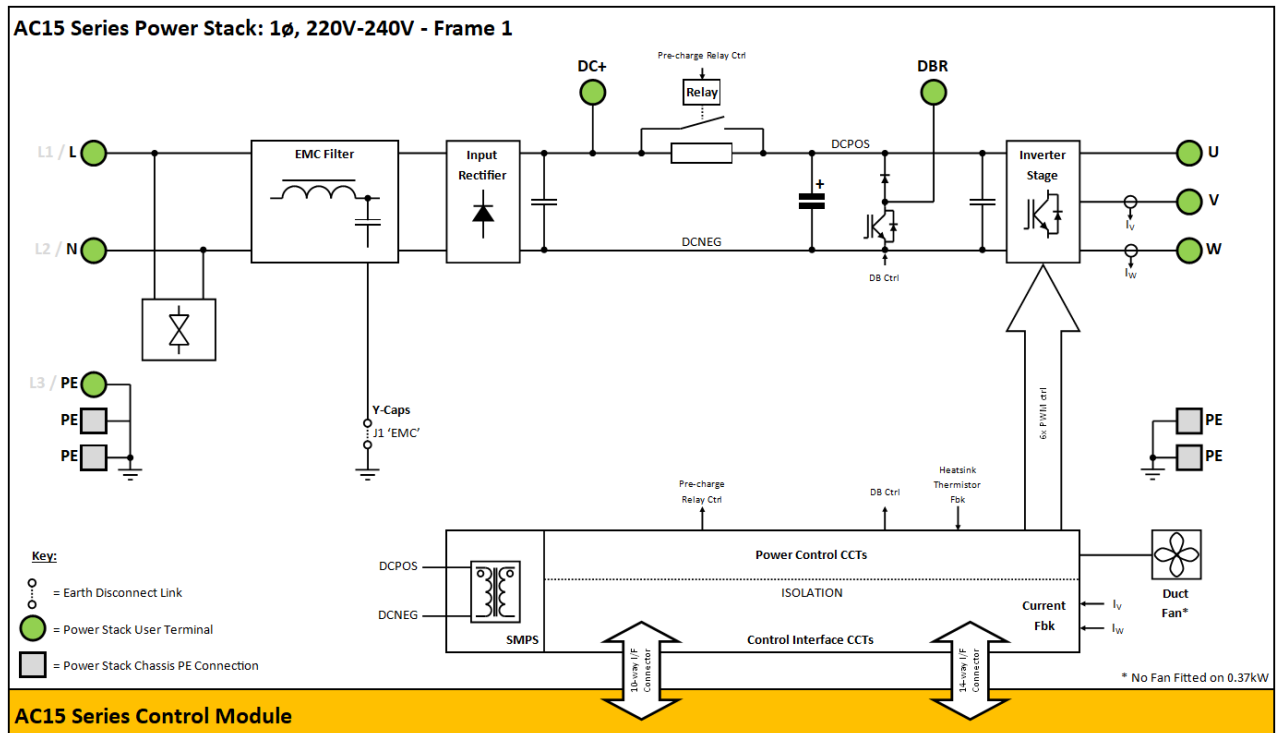 AC15 Series Power Stack: 1ø, 220V-240V - Frame 1
Pre-charge Relay Ctrl
DC+
DBR
Relay
L1 / L
EMC Filter
Input
Rectifier
DCPOS
Inverter
Stage
U
+
V
IV
L2 / N
DCNEG
W
IW
DB Ctrl
L3 / PE
PE
PE
Y-Caps
J1 'EMC'
6x PWM ctrl
PE
PE
Pre-charge
Relay Ctrl
DB Ctrl
Heatsink
Thermistor
Fbk
Key:
= Earth Disconnect Link
= Power Stack User Terminal
= Power Stack Chassis PE Connection
DCPOS
DCNEG
SMPS
Power Control CCTs
ISOLATION
Control Interface CCTs
Current
Fbk
IV
IW
Duct
Fan*
10-way I/F
Connector
14-way I/F
Connector
* No Fan Fitted on 0.37kW
AC15 Series Control Module